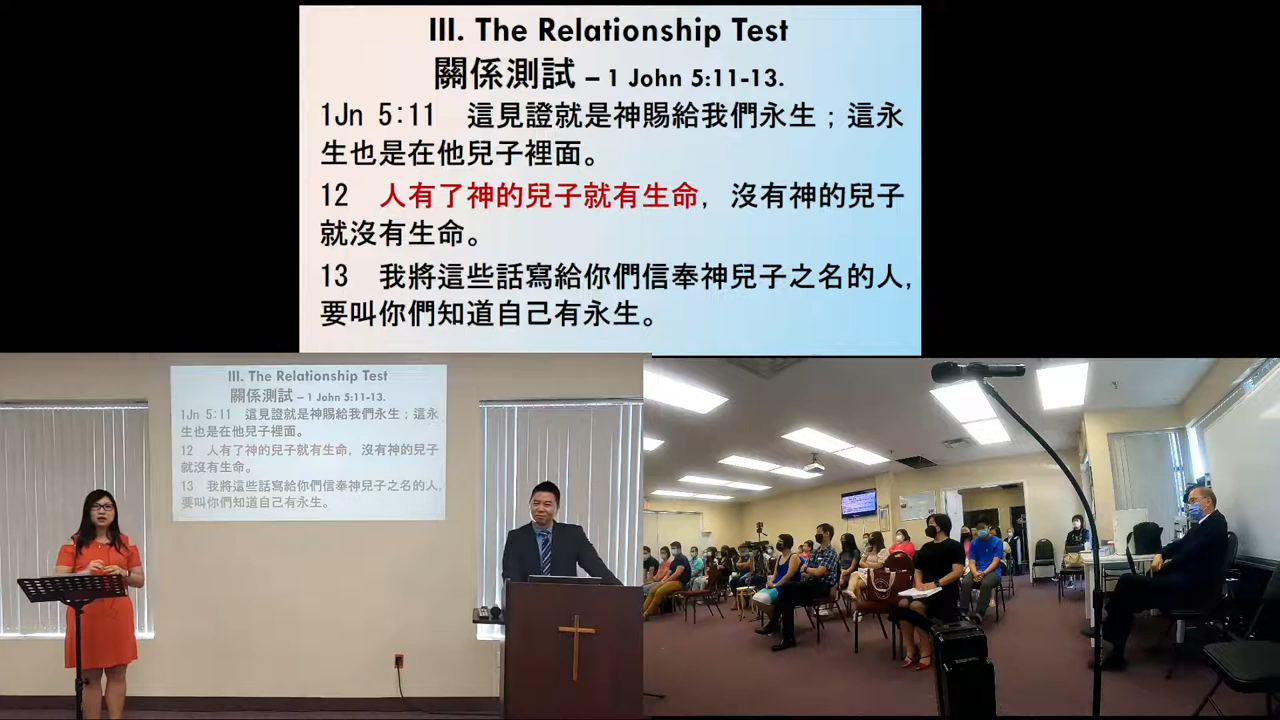 III. The Relationship Test
關係測試 – 1 John 5:11-13.
1Jn 5:11 這見證就是神賜給我們永生；這永
生也是在他兒子裡面。
12 人有了神的兒子就有生命，沒有神的兒子
就沒有生命。
13 我將這些話寫給你們信奉神兒子之名的人，
要叫你們知道自己有永生。
III. The Relationship Test
關係測試 – 1 John 5:11-13.
1Jn 5:11 這見證就是神賜給我們永生；這永
生也是在他兒子裡面。
12 人有了神的兒子就有生命，沒有神的兒子
就沒有生命。
13 我將這些話寫給你們信奉神兒子之名的人，
要叫你們知道自己有永生。